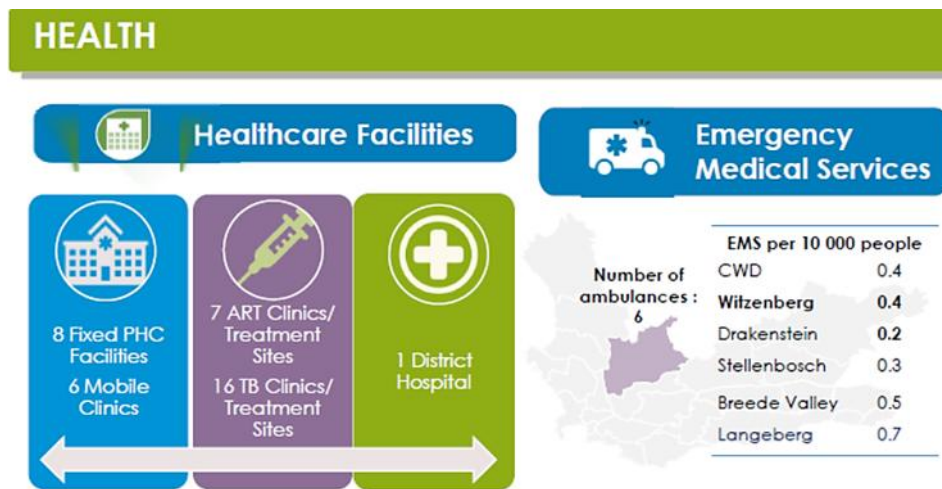 HEALTH
Healthcare Facilities
8 Fixed PHC
Facilities
6 Mobile
Clinics
7 ART Clinics/
Treatment
Sites
16 TB Clinics/
Treatment
Sites
1 District
Hospital
Emergency
Medical Services
Number of
ambulances :
6
EMS per 10 000 people
CWD 0.4
Witzenberg 0.4
Drakenstein 0.2
Stellenbosch 0.3
Breede Valley 0.5
Langeberg 0.7